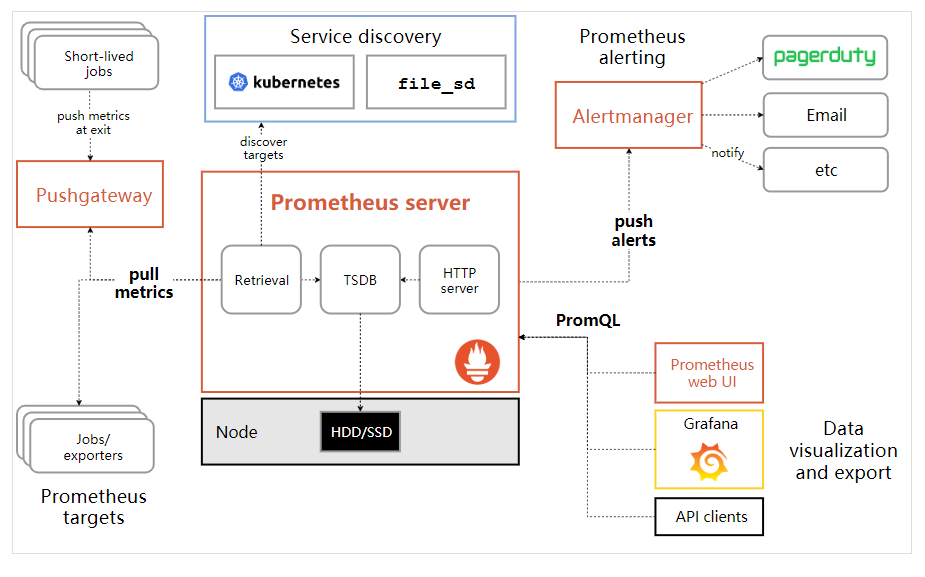 Short-lived
jobs
push metrics
at exit
Pushgateway
Service discovery
kubernetes
file_sd
discover
targets
Prometheus
alerting
Alertmanager
pagerduty
Email
notify
etc
Prometheus server
Retrieval
TSDB
HTTP
server
pull
metrics
push
alerts
PromQL
Node
HDD/SSD
Jobs/
exporters
Prometheus
targets
Prometheus
web UI
Grafana
API clients
Data
visualization
and export